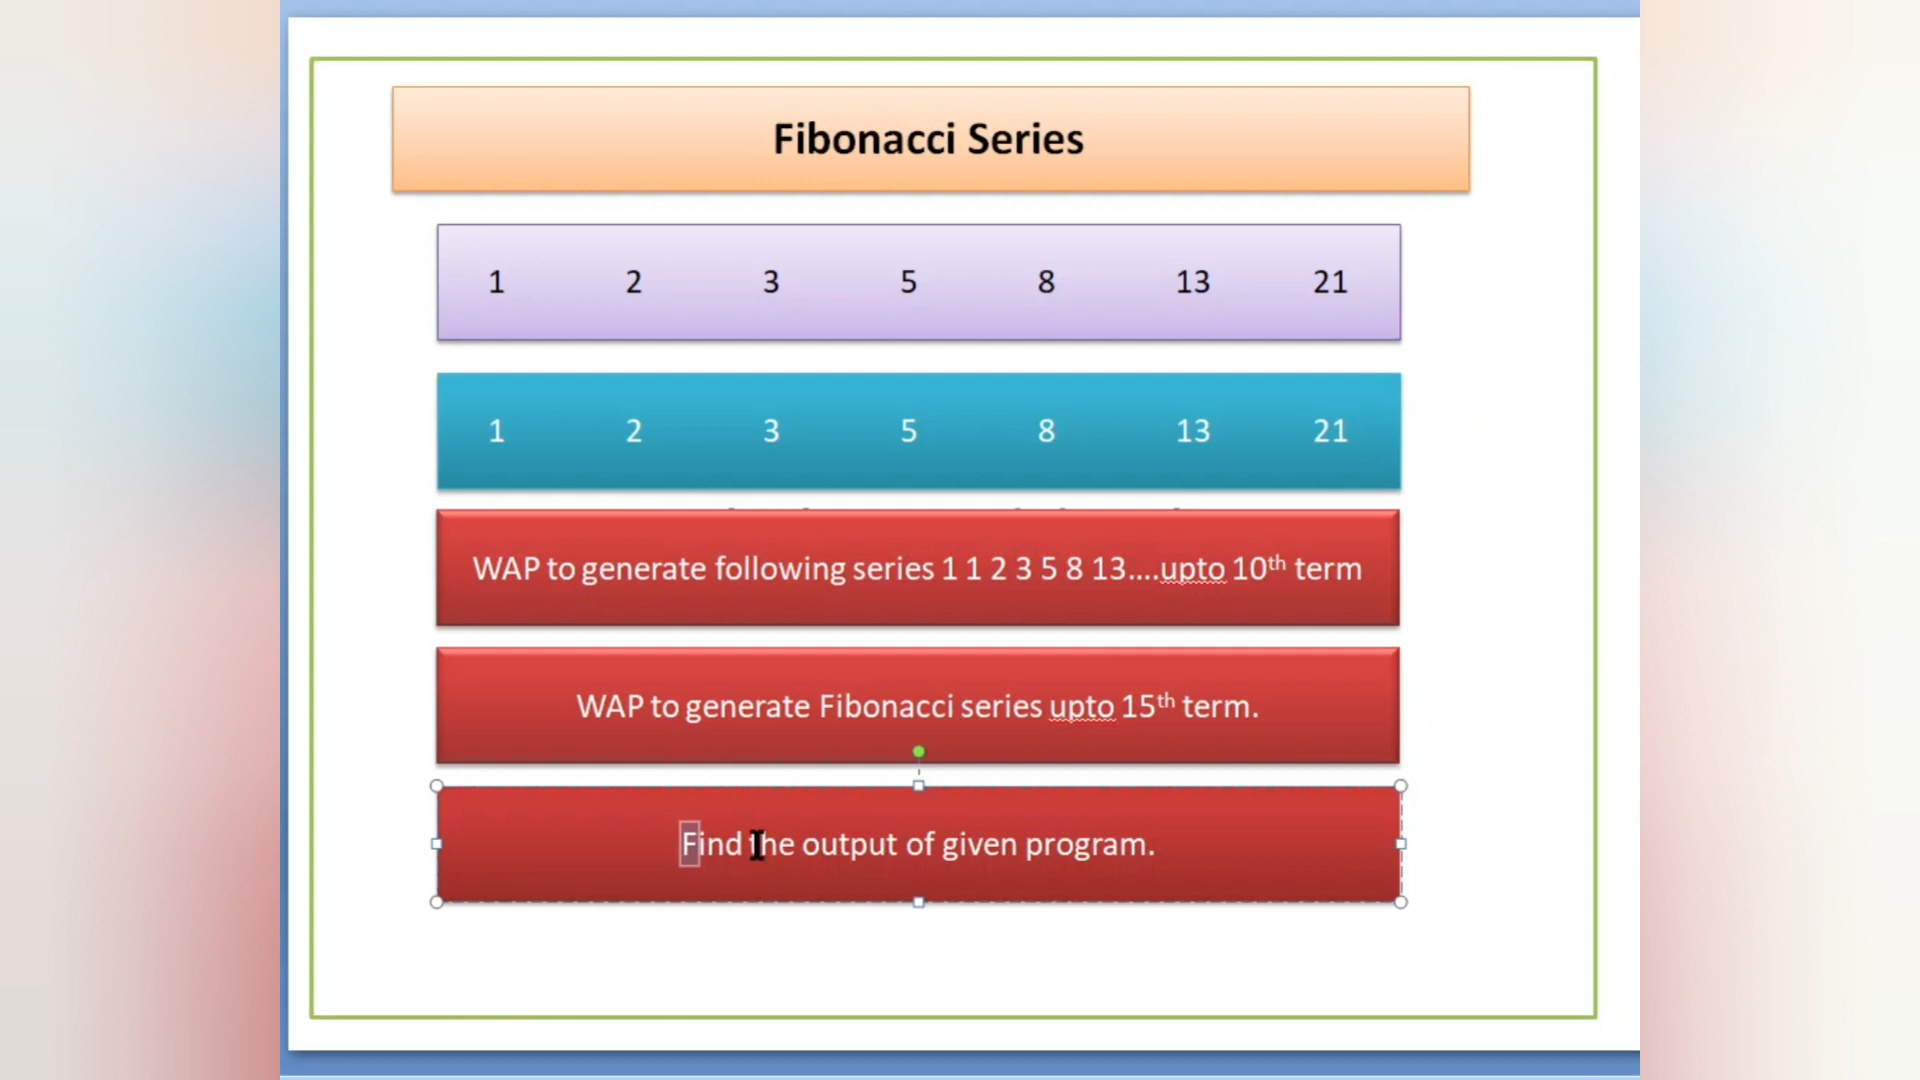 Fibonacci Series
1 2 3 5 8 13 21
1 2 3 5 8 13 21
WAP to generate following series 1 1 2 3 5 8 13....upto 10th term
WAP to generate Fibonacci series upto 15th term.
Find the output of given program.